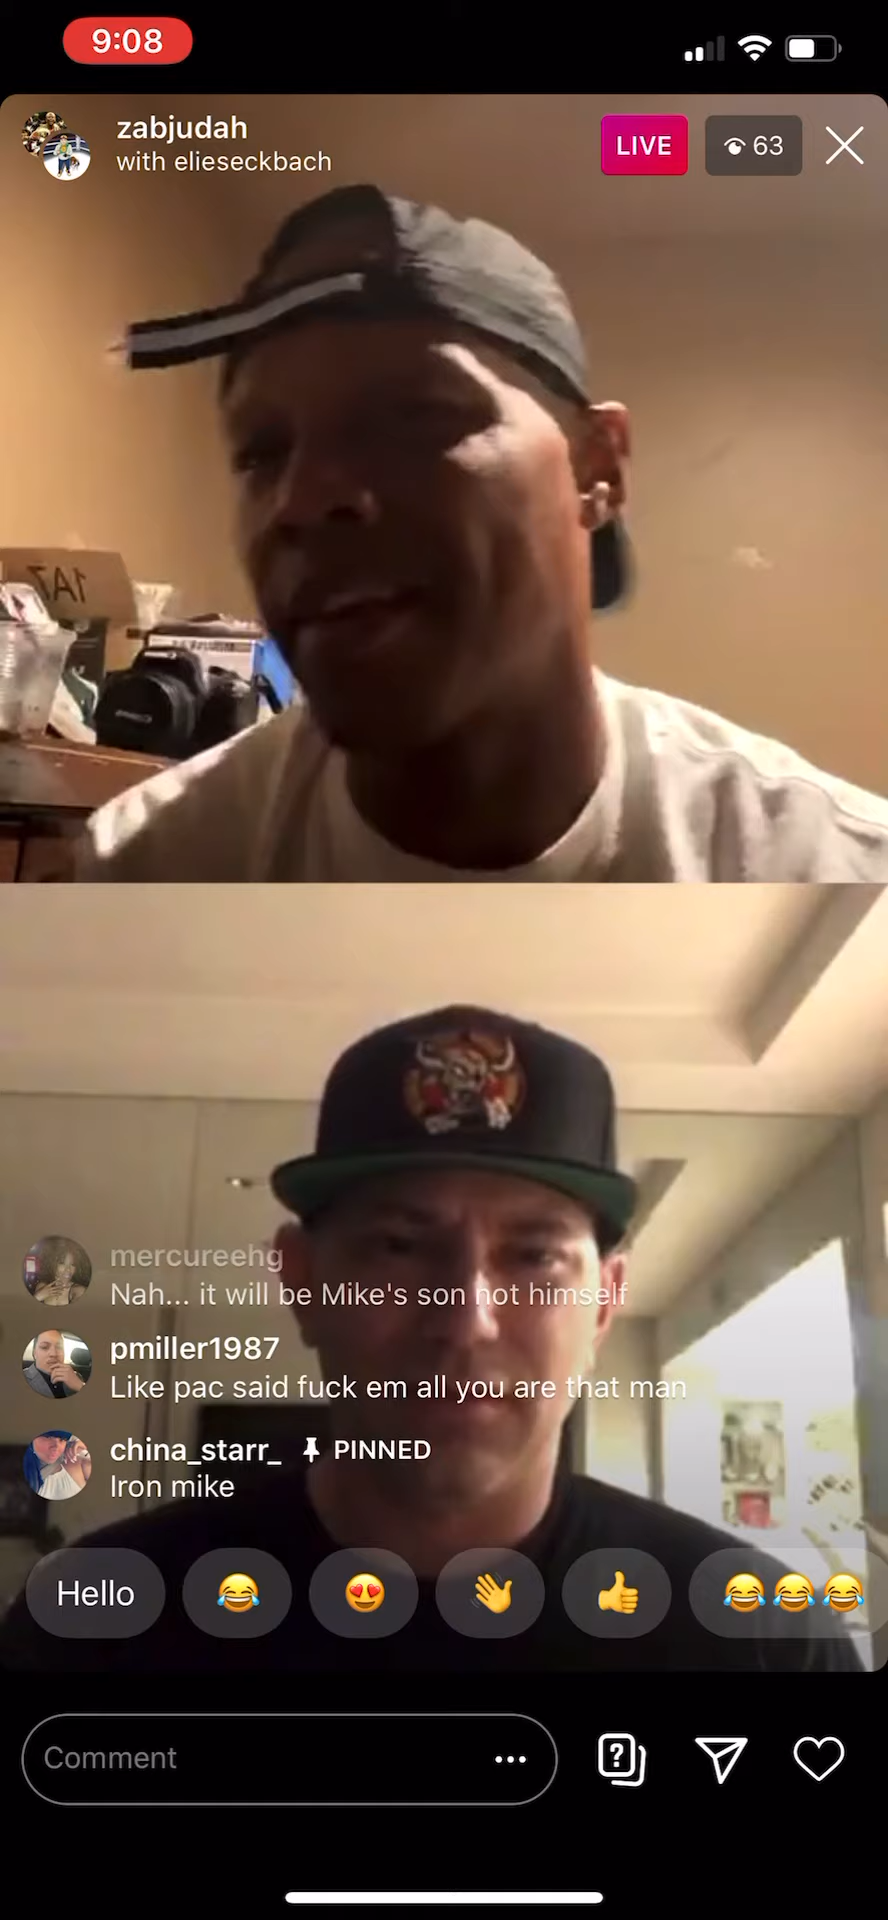 9:08
zabjudah
with elieseckbach
LIVE
63
1A7
mercureehg
Nah... it will be Mike's son not himself
pmiller1987
Like pac said fuck em all you are that man
china_starr_ PINNED
Iron mike
Hello
Comment